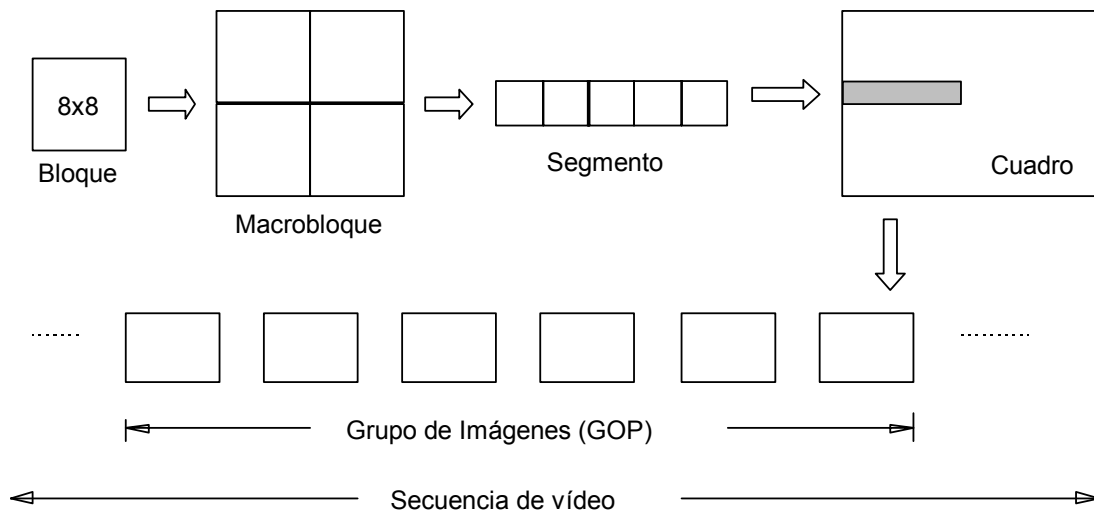 8x8
Bloque
Macrobloque
Segmento
Cuadro
Grupo de Imágenes (GOP)
Secuencia de vídeo